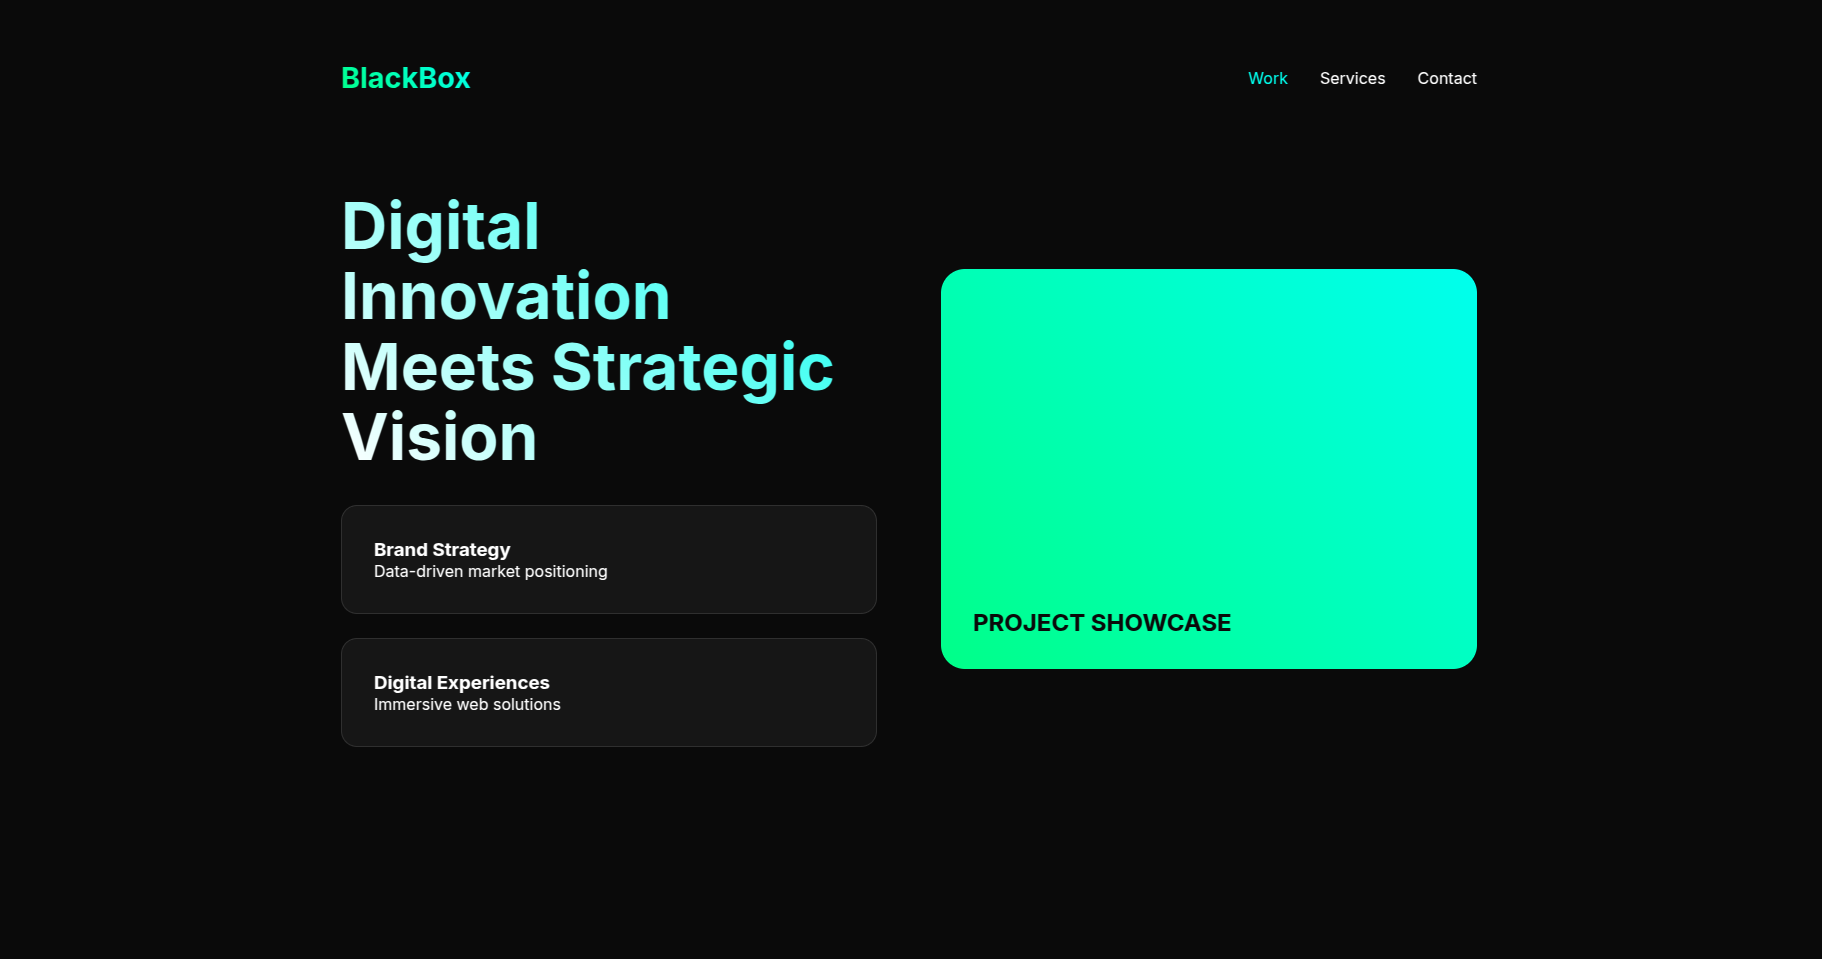 BlackBox
Work Services Contact
Digital
Innovation
Meets Strategic
Vision
Brand Strategy
Data-driven market positioning
Digital Experiences
Immersive web solutions
PROJECT SHOWCASE